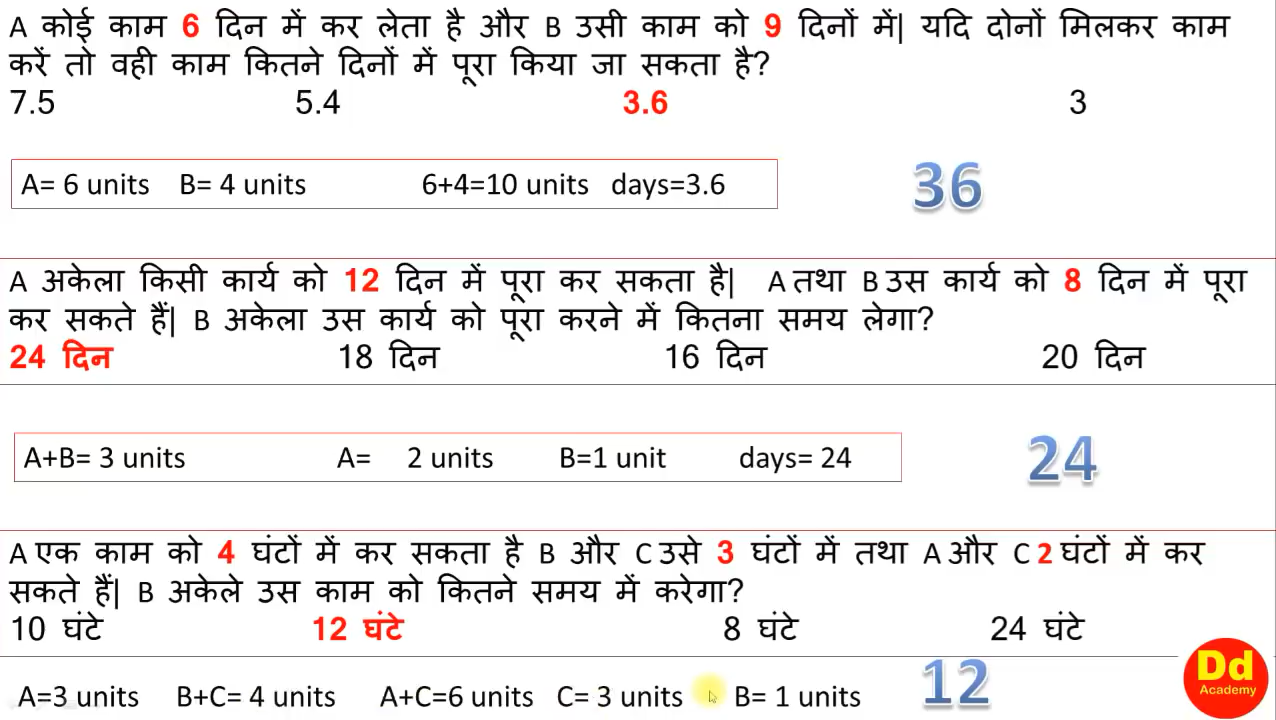 A कोई काम 6 दिन में कर लेता है और B उसी काम को 9 दिनों में| यदि दोनों मिलकर काम
करें तो वही काम कितने दिनों में पूरा किया जा सकता है?
7.5 5.4 3.6 3
A= 6 units B= 4 units 6+4=10 units days=3.6 36
A अकेला किसी कार्य को 12 दिन में पूरा कर सकता है| A तथा B उस कार्य को 8 दिन में पूरा
कर सकते हैं| B अकेला उस कार्य को पूरा करने में कितना समय लेगा?
24 दिन 18 दिन 16 दिन 20 दिन
A+B= 3 units A= 2 units B=1 unit days= 24 24
A एक काम को 4 घंटों में कर सकता है B और C उसे 3 घंटों में तथा A और C 2 घंटों में कर
सकते हैं| B अकेले उस काम को कितने समय में करेगा?
10 घंटे 12 घंटे 8 घंटे 24 घंटे
A=3 units B+C= 4 units A+C=6 units C= 3 units B= 1 units 12
Dd
Academy